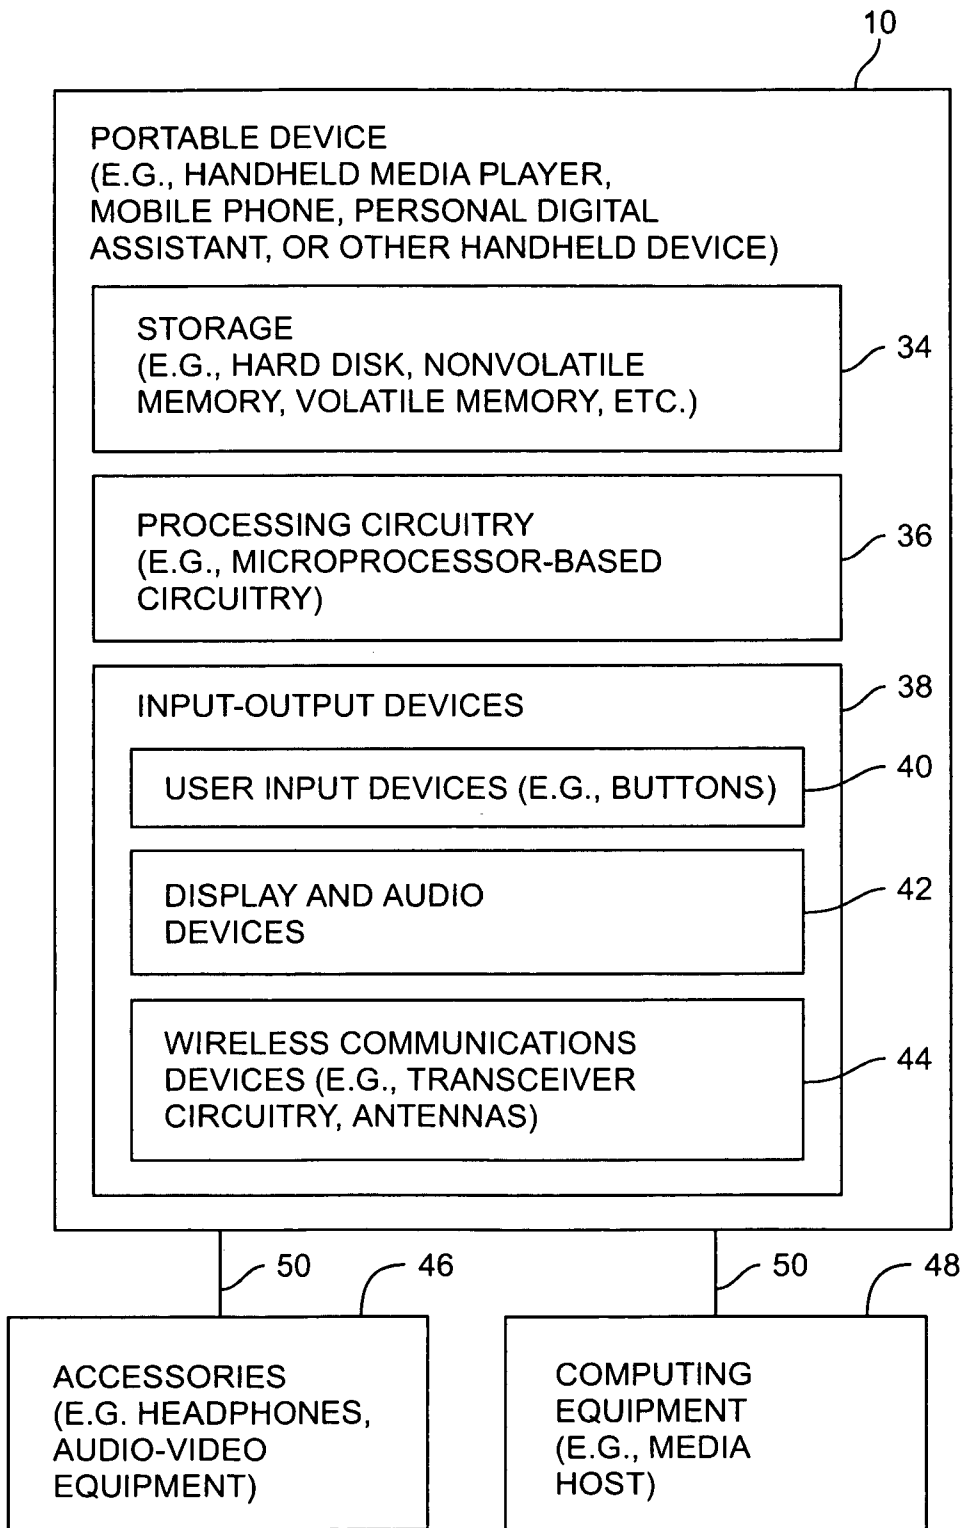 10
PORTABLE DEVICE
(E.G., HANDHELD MEDIA PLAYER,
MOBILE PHONE, PERSONAL DIGITAL
ASSISTANT, OR OTHER HANDHELD DEVICE)
STORAGE
(E.G., HARD DISK, NONVOLATILE
MEMORY, VOLATILE MEMORY, ETC.)
34
PROCESSING CIRCUITRY
(E.G., MICROPROCESSOR-BASED
CIRCUITRY)
36
INPUT-OUTPUT DEVICES
38
USER INPUT DEVICES (E.G., BUTTONS)
40
DISPLAY AND AUDIO
DEVICES
42
WIRELESS COMMUNICATIONS
DEVICES (E.G., TRANSCEIVER
CIRCUITRY, ANTENNAS)
44
50
46
50
48
ACCESSORIES
(E.G. HEADPHONES,
AUDIO-VIDEO
EQUIPMENT)
COMPUTING
EQUIPMENT
(E.G., MEDIA
HOST)